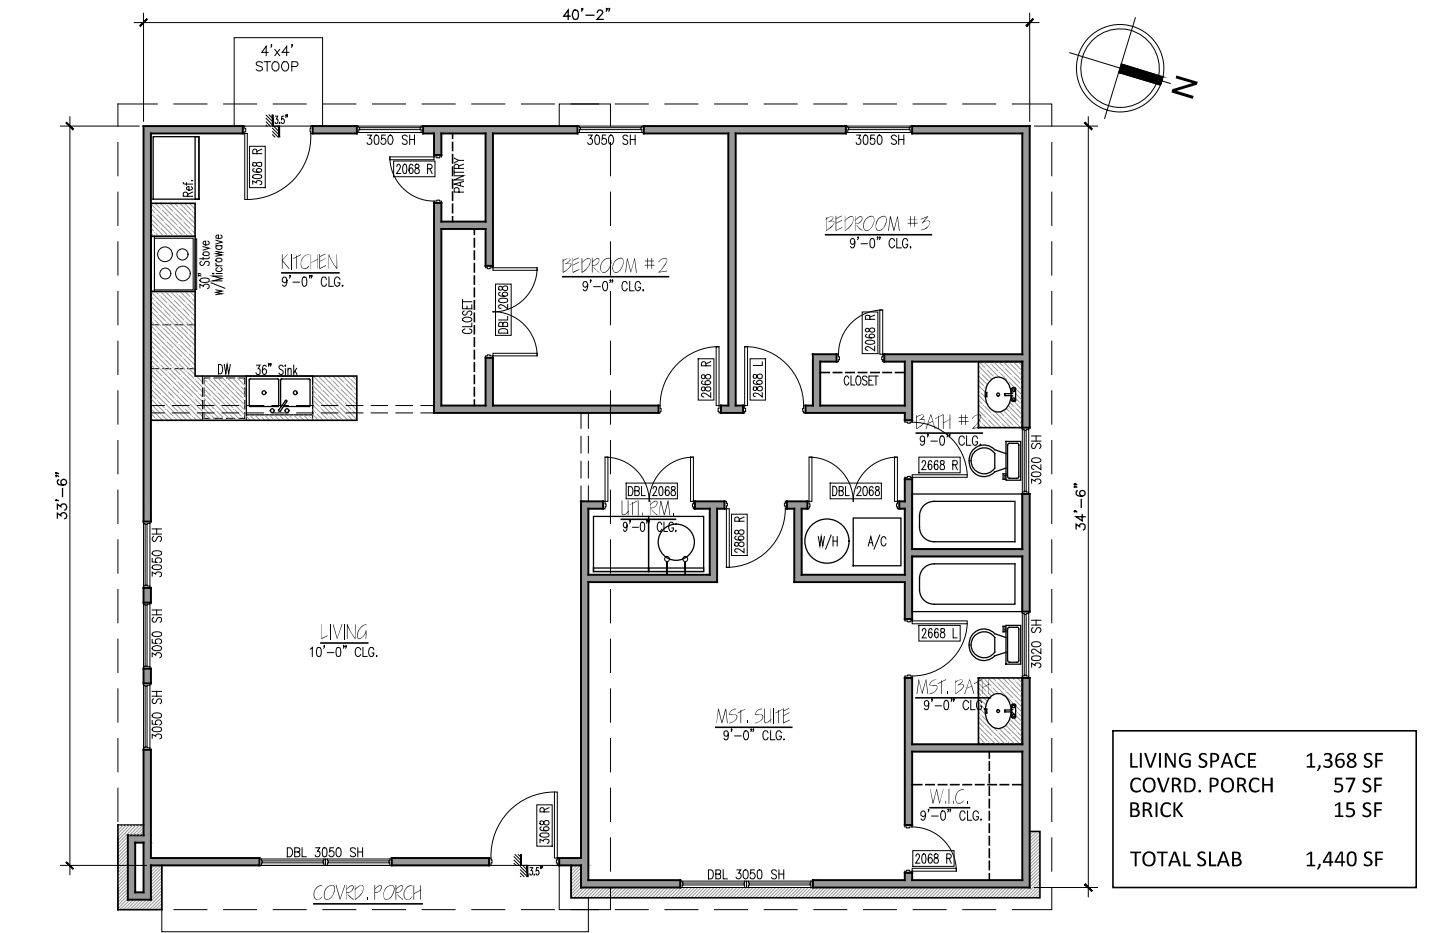 40'-2"
4'x4'
STOOP
N
3.5"
3050 SH
3050 SH
3050 SH
3068 R
2068 R
PANTRY
Ref.
30" Stove
w/Microwave
KITCHEN
9'-0" CLG.
BEDROOM #2
9'-0" CLG.
BEDROOM #3
9'-0" CLG.
CLOSET
DBL 2068
2068 R
DW
36" Sink
2868 R
2868 L
CLOSET
BATH #2
9'-0" CLG.
2668 R
3020 SH
33'-6"
34'-6"
DBL 2068
DBL 2068
UTL RM.
9'-0" CLG.
2868 R
W/H
A/C
3050 SH
3050 SH
3050 SH
LIVING
10'-0" CLG.
2668 L
3020 SH
MST. BATH
9'-0" CLG.
MST. SUITE
9'-0" CLG.
W.I.C.
9'-0" CLG.
3068 R
2068 R
DBL 3050 SH
3.5"
DBL 3050 SH
COVRD. PORCH
LIVING SPACE 1,368 SF
COVRD. PORCH 57 SF
BRICK 15 SF
TOTAL SLAB 1,440 SF